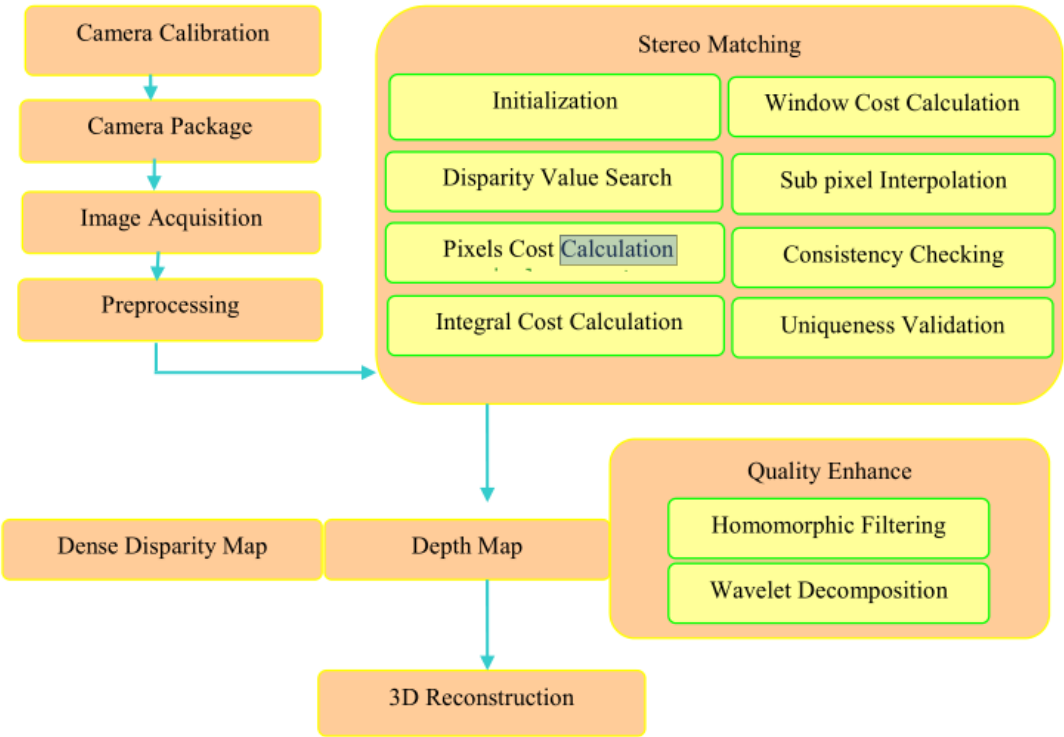 Camera Calibration
Camera Package
Image Acquisition
Preprocessing
Stereo Matching
Initialization
Disparity Value Search
Pixels Cost Calculation
Integral Cost Calculation
Window Cost Calculation
Sub pixel Interpolation
Consistency Checking
Uniqueness Validation
Dense Disparity Map
Depth Map
Quality Enhance
Homomorphic Filtering
Wavelet Decomposition
3D Reconstruction